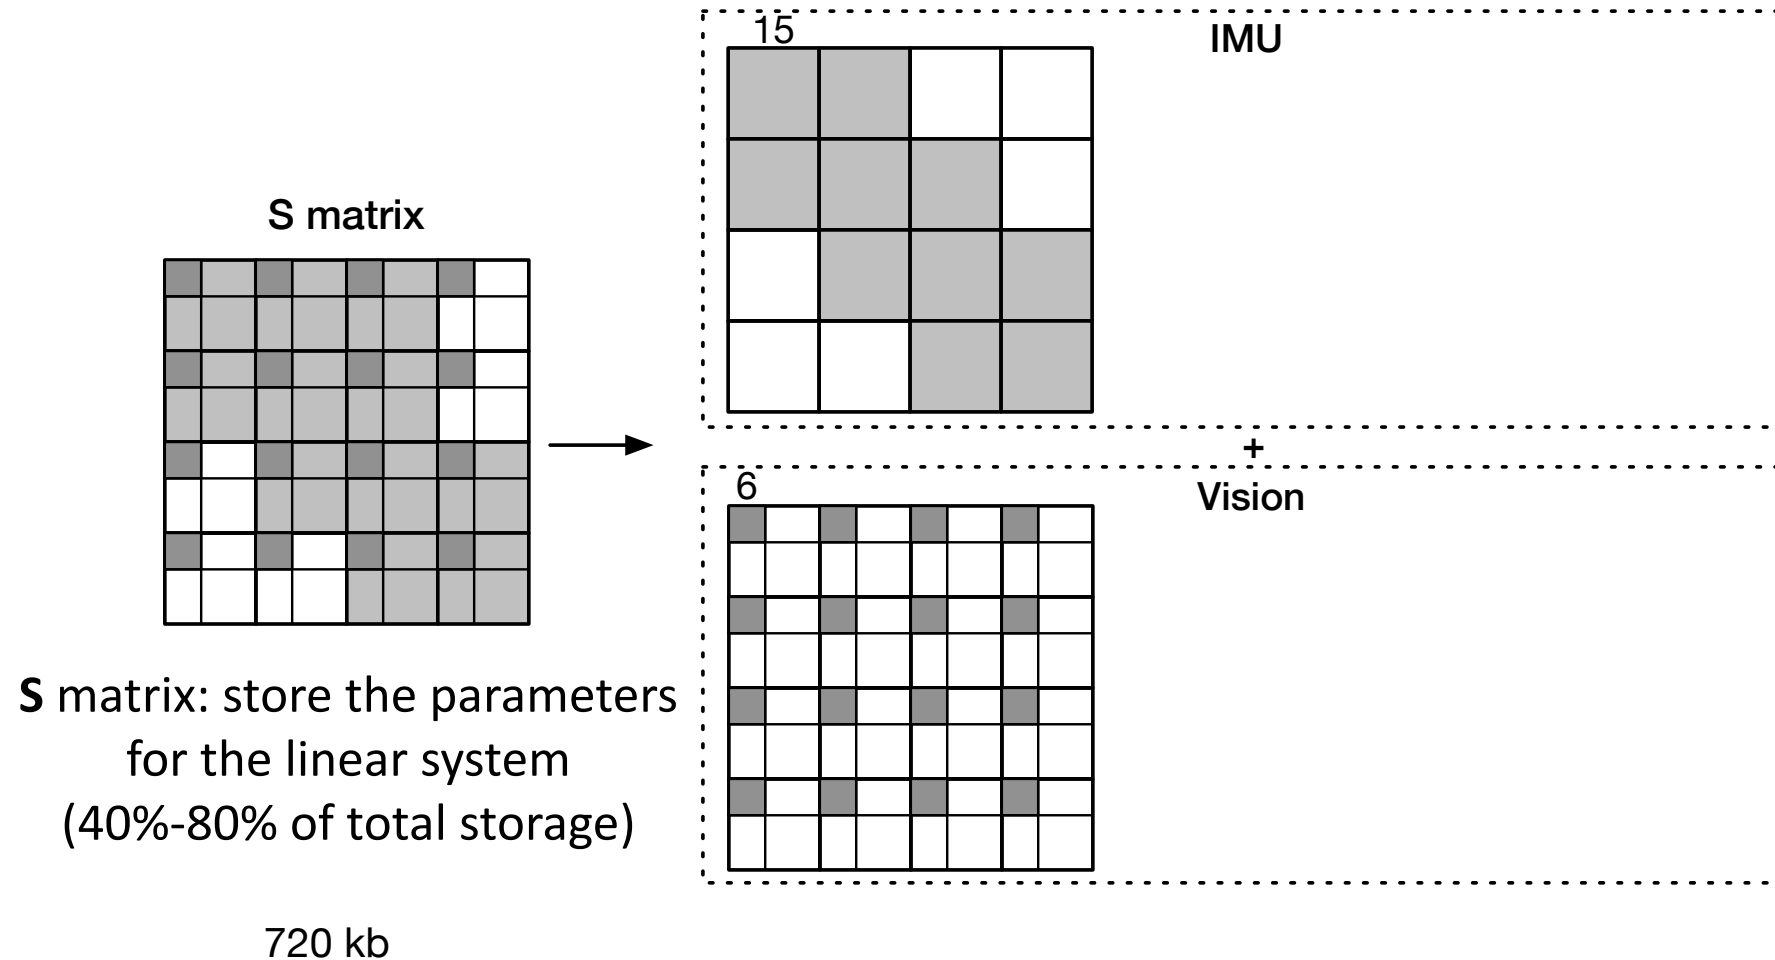 S matrix
S matrix: store the parameters
for the linear system
(40%-80% of total storage)
720 kb
15
IMU
+
6
Vision